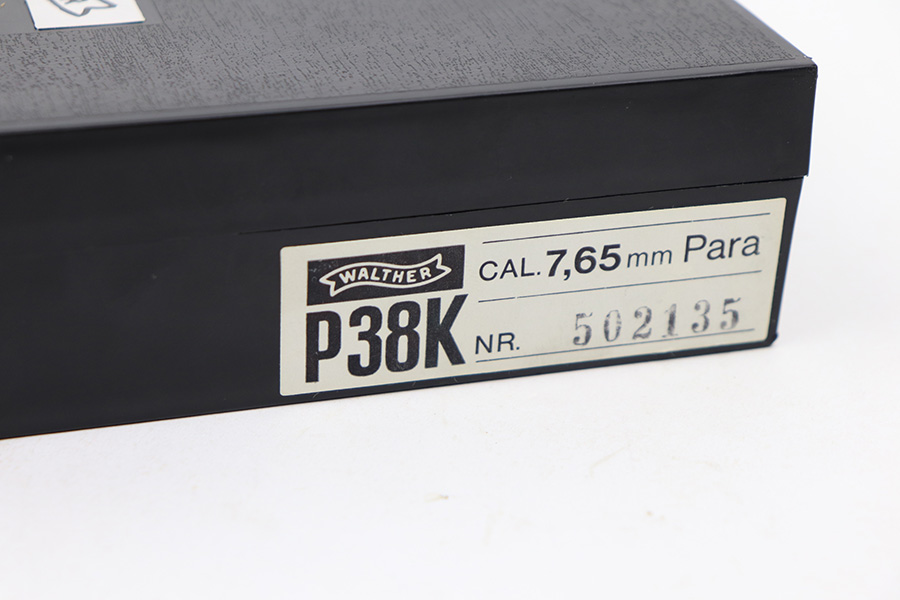 WALTHER
P38K
CAL. 7,65 mm Para
NR. 502135